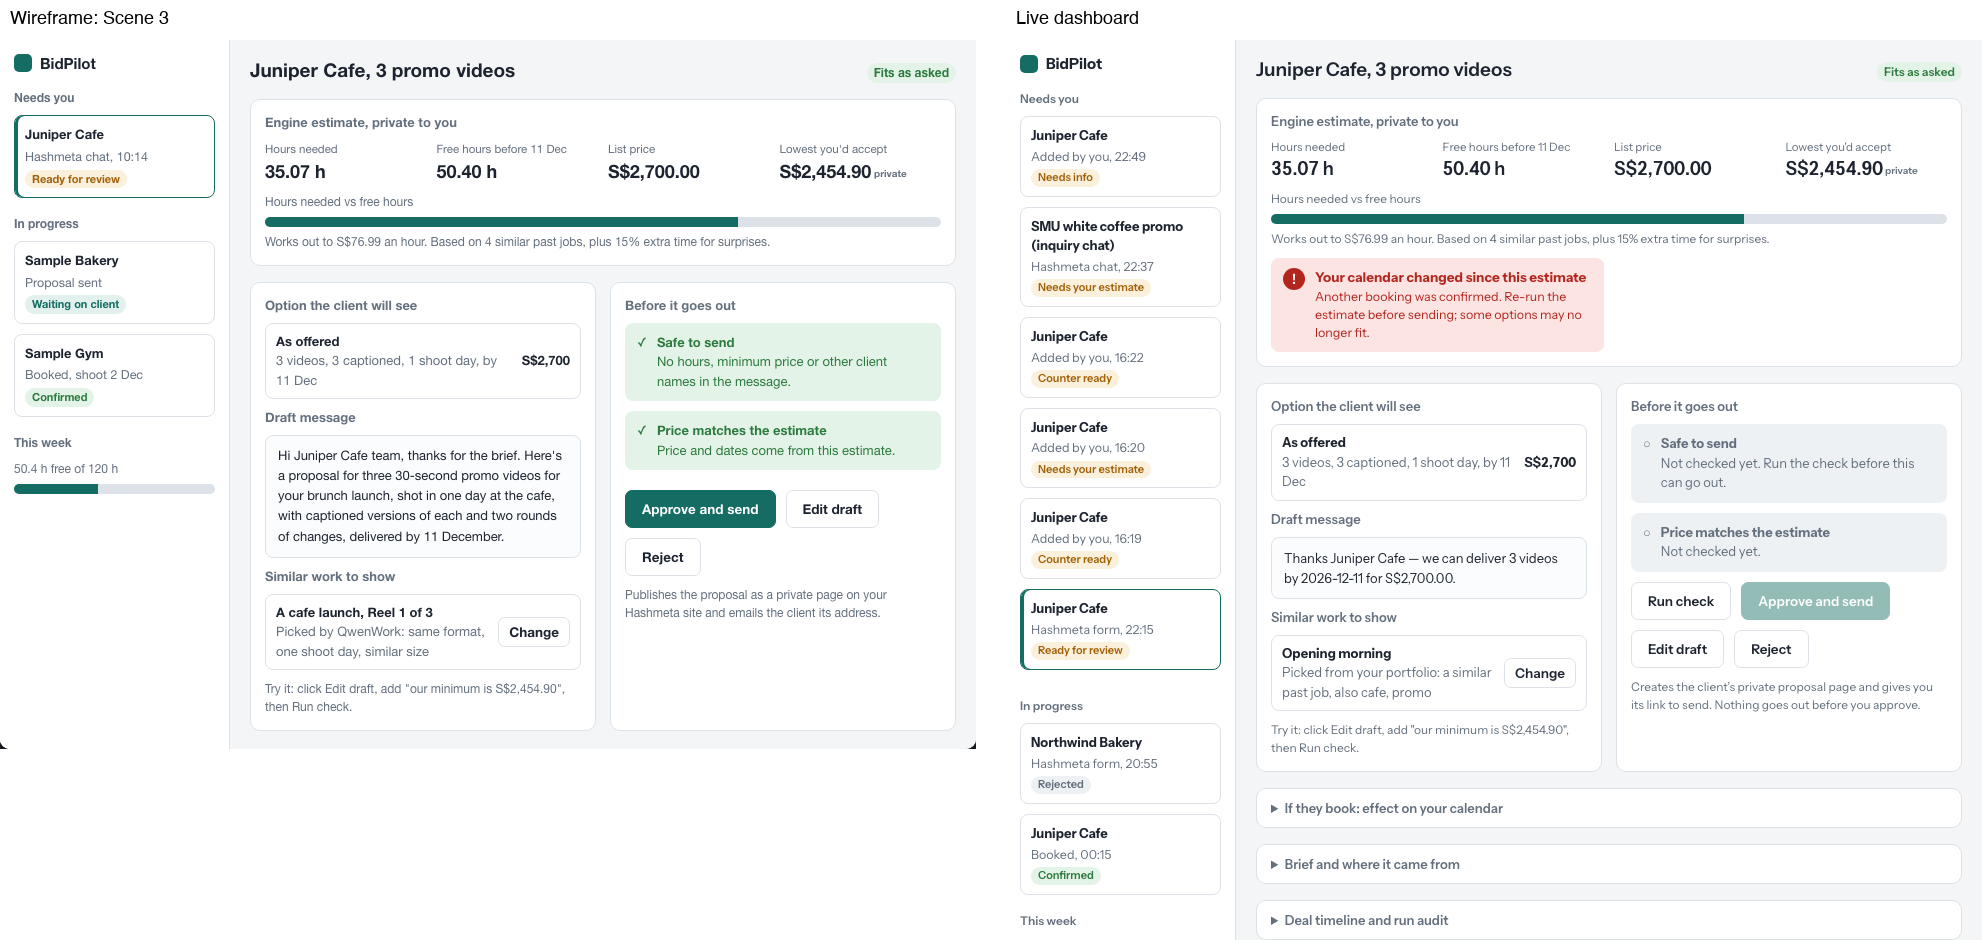 Wireframe: Scene 3
BidPilot
Needs you
Juniper Cafe
Hashmeta chat, 10:14
Ready for review
In progress
Sample Bakery
Proposal sent
Waiting on client
Sample Gym
Booked, shoot 2 Dec
Confirmed
This week
50.4 h free of 120 h
Juniper Cafe, 3 promo videos
Fits as asked
Engine estimate, private to you
Hours needed
35.07 h
Free hours before 11 Dec
50.40 h
List price
S$2,700.00
Lowest you'd accept
S$2,454.90 private
Hours needed vs free hours
Works out to S$76.99 an hour. Based on 4 similar past jobs, plus 15% extra time for surprises.
Option the client will see
As offered
3 videos, 3 captioned, 1 shoot day, by
11 Dec
S$2,700
Draft message
Hi Juniper Cafe team, thanks for the brief. Here's
a proposal for three 30-second promo videos for
your brunch launch, shot in one day at the cafe,
with captioned versions of each and two rounds
of changes, delivered by 11 December.
Similar work to show
A cafe launch, Reel 1 of 3
Picked by QwenWork: same format,
one shoot day, similar size
Change
Try it: click Edit draft, add "our minimum is S$2,454.90",
then Run check.
Before it goes out
✓ Safe to send
No hours, minimum price or other client
names in the message.
✓ Price matches the estimate
Price and dates come from this estimate.
Approve and send
Edit draft
Reject
Publishes the proposal as a private page on your
Hashmeta site and emails the client its address.
Live dashboard
BidPilot
Needs you
Juniper Cafe
Added by you, 22:49
Needs info
SMU white coffee promo
(inquiry chat)
Hashmeta chat, 22:37
Needs your estimate
Juniper Cafe
Added by you, 16:22
Counter ready
Juniper Cafe
Added by you, 16:20
Needs your estimate
Juniper Cafe
Added by you, 16:19
Counter ready
Juniper Cafe
Hashmeta form, 22:15
Ready for review
In progress
Northwind Bakery
Hashmeta form, 20:55
Rejected
Juniper Cafe
Booked, 00:15
Confirmed
This week
Juniper Cafe, 3 promo videos
Fits as asked
Engine estimate, private to you
Hours needed
35.07 h
Free hours before 11 Dec
50.40 h
List price
S$2,700.00
Lowest you'd accept
S$2,454.90 private
Hours needed vs free hours
Works out to S$76.99 an hour. Based on 4 similar past jobs, plus 15% extra time for surprises.
! Your calendar changed since this estimate
Another booking was confirmed. Re-run the
estimate before sending; some options may no
longer fit.
Option the client will see
As offered
3 videos, 3 captioned, 1 shoot day, by 11
Dec
S$2,700
Draft message
Thanks Juniper Cafe — we can deliver 3 videos
by 2026-12-11 for S$2,700.00.
Similar work to show
Opening morning
Picked from your portfolio: a similar
past job, also cafe, promo
Change
Try it: click Edit draft, add "our minimum is S$2,454.90",
then Run check.
Before it goes out
Safe to send
Not checked yet. Run the check before this
can go out.
Price matches the estimate
Not checked yet.
Run check
Approve and send
Edit draft
Reject
Creates the client's private proposal page and gives you
its link to send. Nothing goes out before you approve.
If they book: effect on your calendar
Brief and where it came from
Deal timeline and run audit